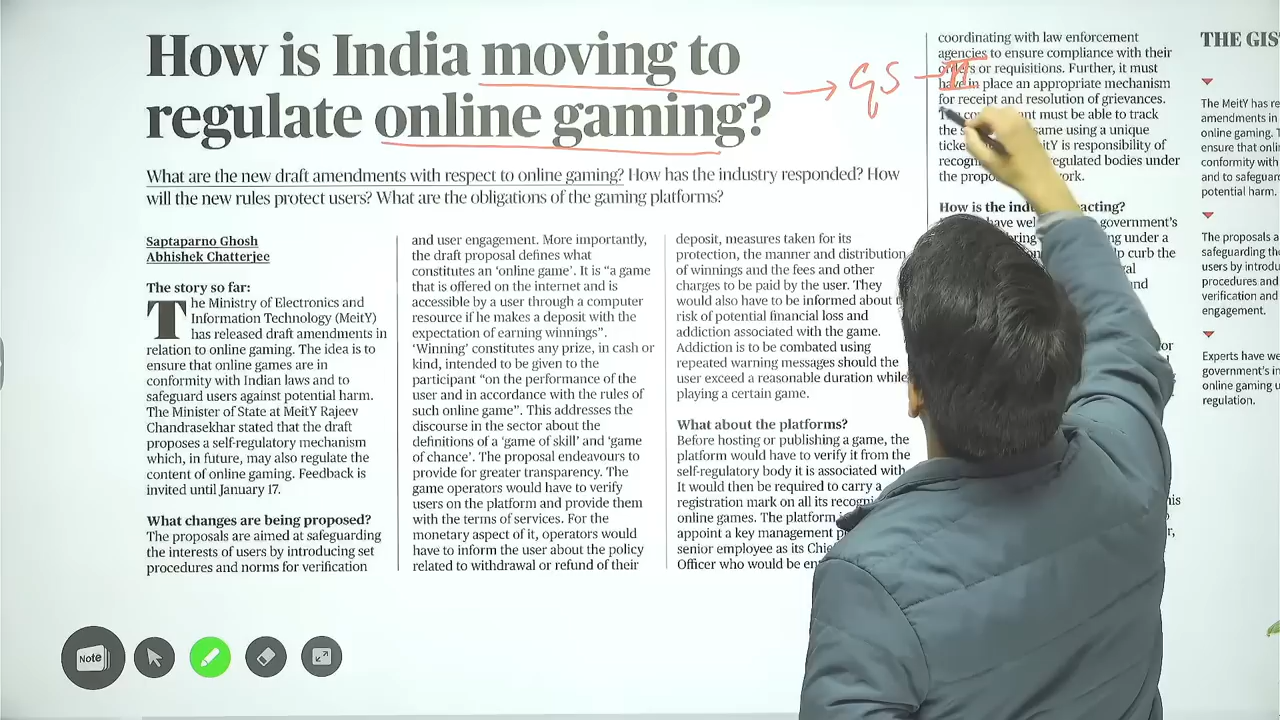 How is India moving to
regulate online gaming?
→ GS - II
What are the new draft amendments with respect to online gaming? How has the industry responded? How
will the new rules protect users? What are the obligations of the gaming platforms?
Saptaparno Ghosh
Abhishek Chatterjee
The story so far:
The Ministry of Electronics and
Information Technology (MeitY)
has released draft amendments in
relation to online gaming. The idea is to
ensure that online games are in
conformity with Indian laws and to
safeguard users against potential harm.
The Minister of State at MeitY Rajeev
Chandrasekhar stated that the draft
proposes a self-regulatory mechanism
which, in future, may also regulate the
content of online gaming. Feedback is
invited until January 17.
What changes are being proposed?
The proposals are aimed at safeguarding
the interests of users by introducing set
procedures and norms for verification
and user engagement. More importantly,
the draft proposal defines what
constitutes an ‘online game’. It is “a game
that is offered on the internet and is
accessible by a user through a computer
resource if he makes a deposit with the
expectation of earning winnings”.
‘Winning’ constitutes any prize, in cash or
kind, intended to be given to the
participant “on the performance of the
user and in accordance with the rules of
such online game”. This addresses the
discourse in the sector about the
definitions of a ‘game of skill’ and ‘game
of chance’. The proposal endeavours to
provide for greater transparency. The
game operators would have to verify
users on the platform and provide them
with the terms of services. For the
monetary aspect of it, operators would
have to inform the user about the policy
related to withdrawal or refund of their
deposit, measures taken for its
protection, the manner and distribution
of winnings and the fees and other
charges to be paid by the user. They
would also have to be informed about
risk of potential financial loss and
addiction associated with the game.
Addiction is to be combated using
repeated warning messages should the
user exceed a reasonable duration while
playing a certain game.
What about the platforms?
Before hosting or publishing a game, the
platform would have to verify it from the
self-regulatory body it is associated with
It would then be required to carry a
registration mark on all its
online games. The platform
appoint a key management
senior employee as its
Officer who would be
coordinating with law enforcement
agencies to ensure compliance with their
orders or requisitions. Further, it must
have in place an appropriate mechanism
for receipt and resolution of grievances.
must be able to track
the same using a unique
is responsibility of
regulated bodies under
the
How is the
have
under a
curb the
and
THE GIS
The MeitY has re
amendments in
online gaming.
ensure that onli
conformity with
and to safeguar
potential harm.
The proposals a
safeguarding the
users by introdu
procedures and
verification and
engagement.
Experts have we
government's in
online gaming u
regulation.
Note